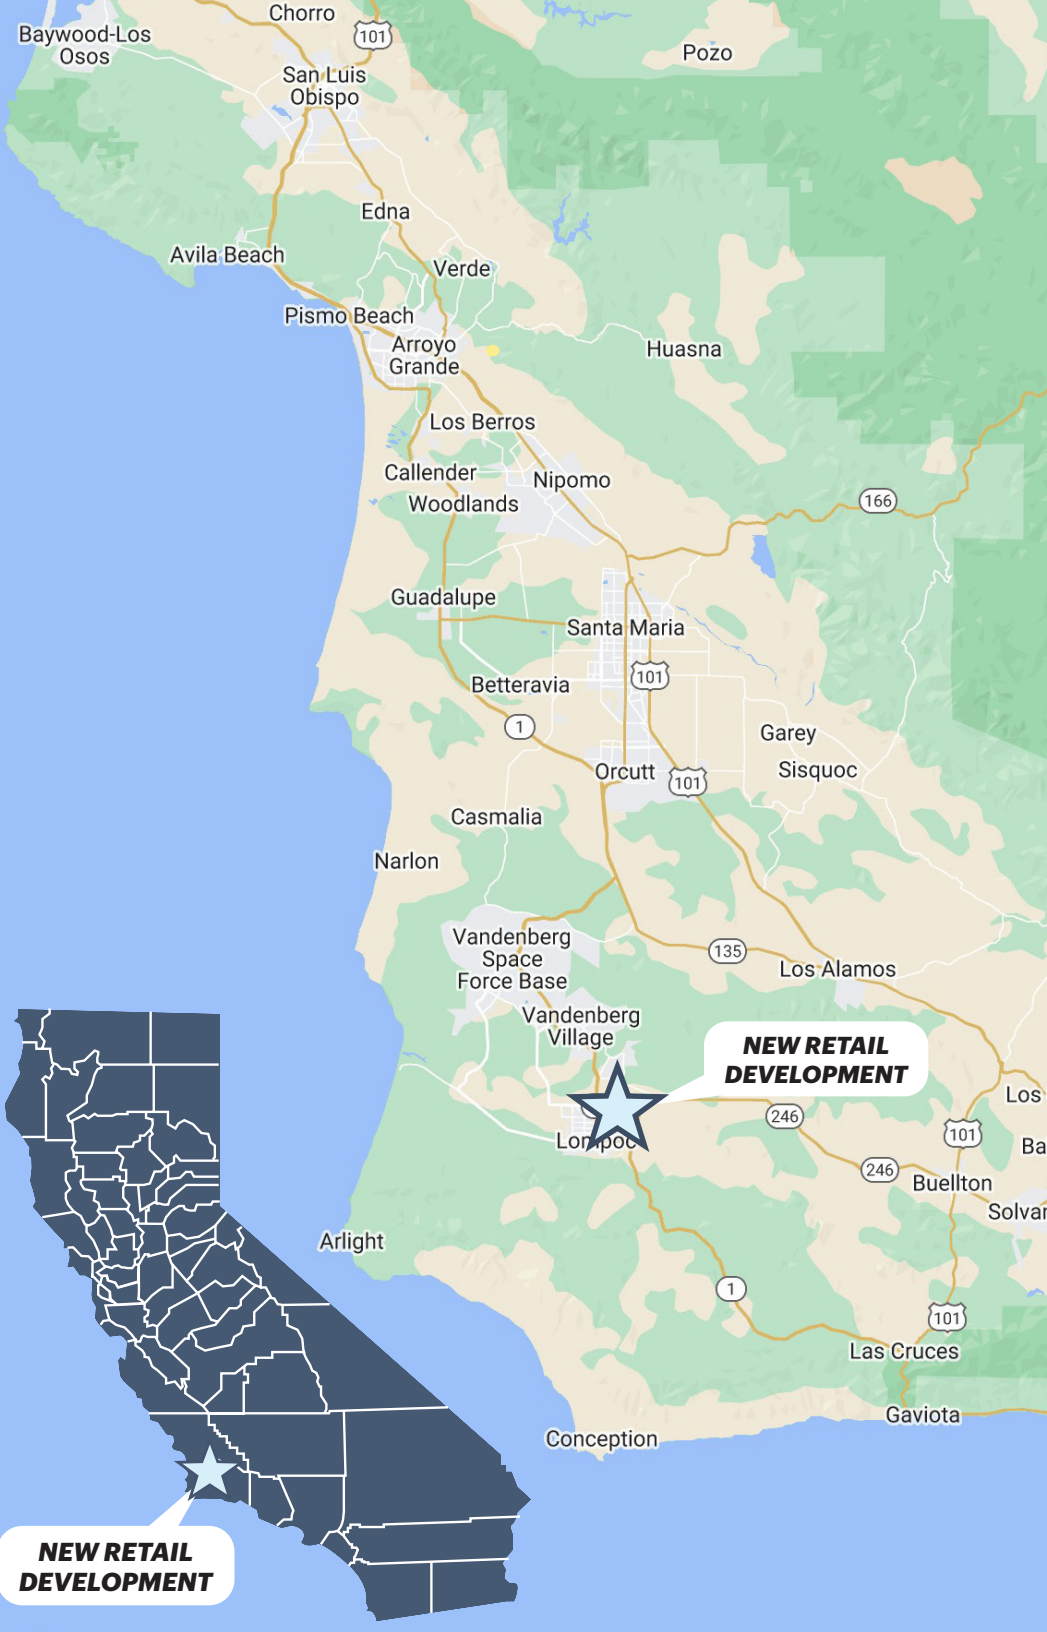 Chorro
Baywood-Los
Osos
101
Pozo
San Luis
Obispo
Edna
Avila Beach
Verde
Pismo Beach
Arroyo
Grande
Huasna
Los Berros
Callender
Nipomo
Woodlands
166
Guadalupe
Santa Maria
101
Betteravia
1
Garey
Orcutt
101
Sisquoc
Casmalia
Narlon
Vandenberg
Space
Force Base
135
Los Alamos
Vandenberg
Village
NEW RETAIL
DEVELOPMENT
Los
246
101
Lompoc
Ba
246
Buellton
Solvan
Arlight
1
101
Las Cruces
Gaviota
Conception
NEW RETAIL
DEVELOPMENT